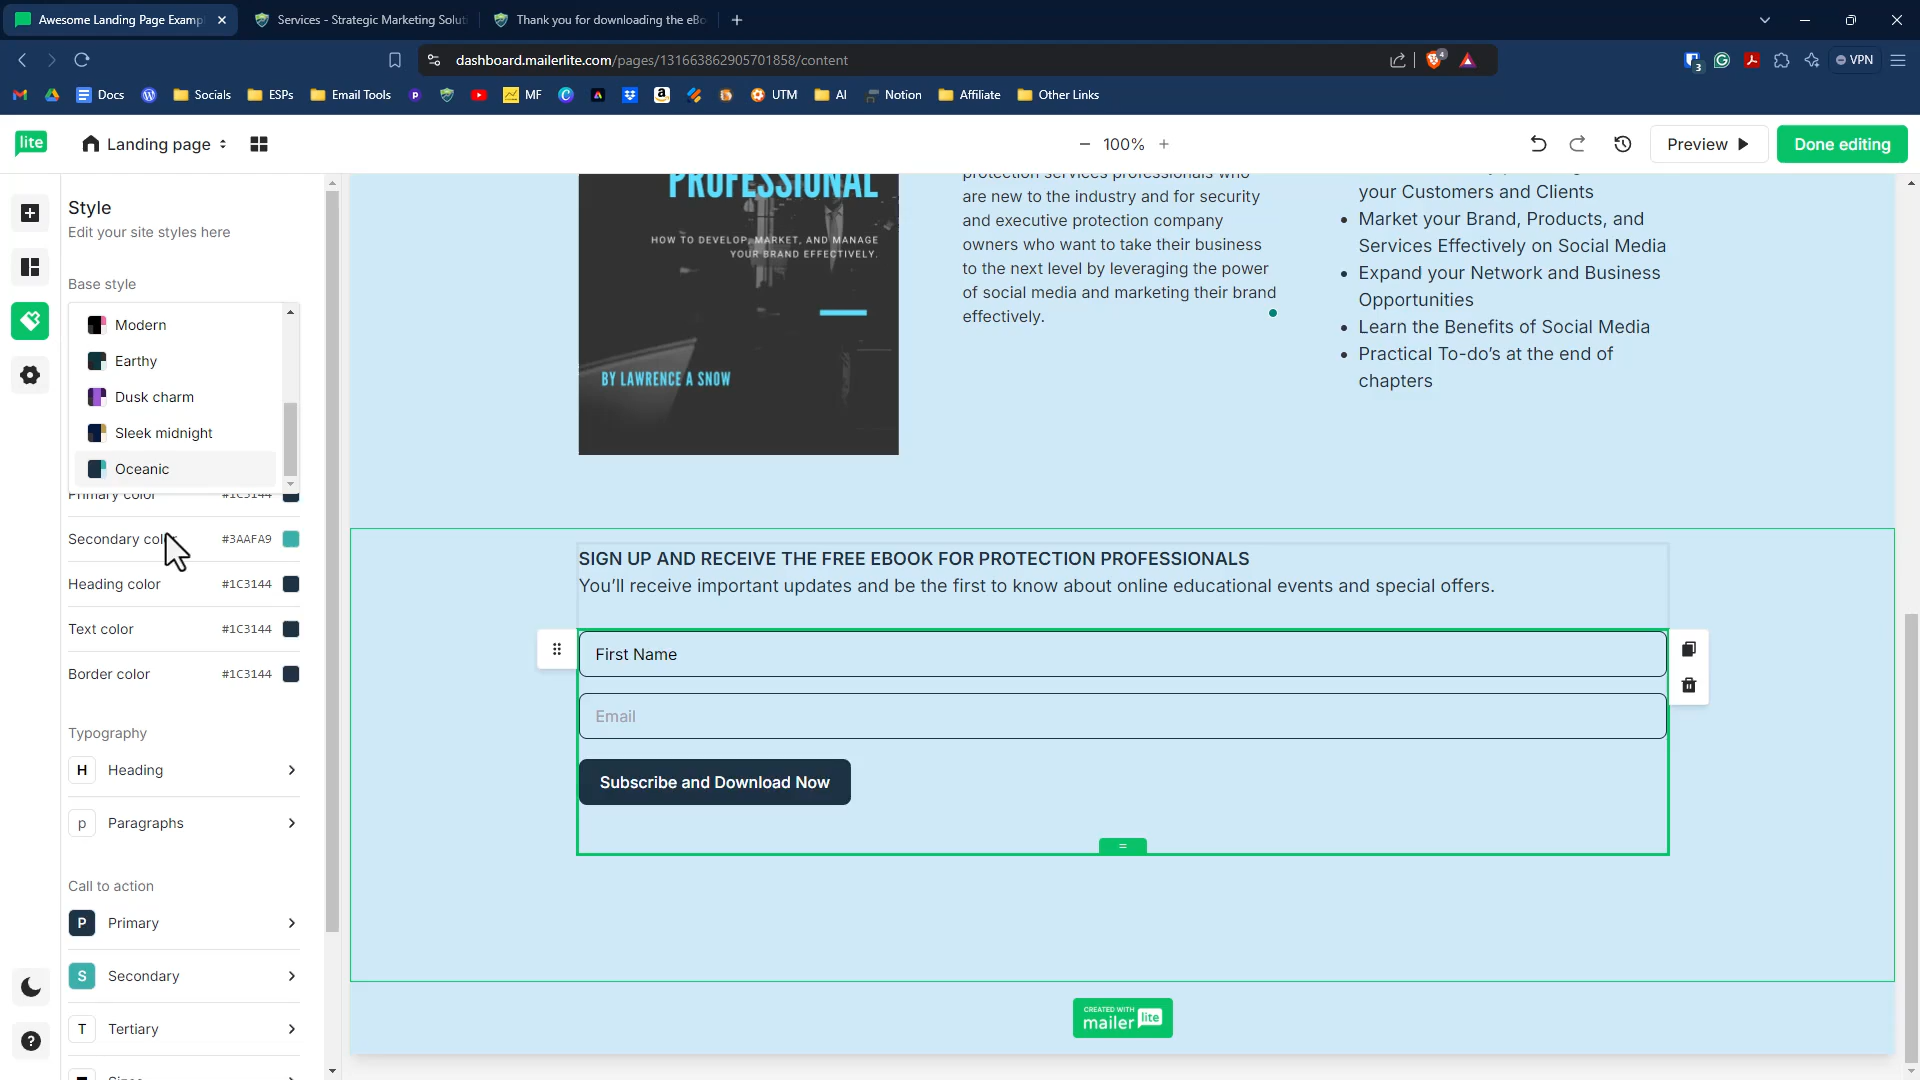 Awesome Landing Page Examp
Services - Strategic Marketing Soluti
Thank you for downloading the eBo
dashboard.mailerlite.com/pages/131663862905701858/content
4
3
VPN
Docs
Socials
ESPs
Email Tools
MF
UTM
AI
Notion
Affiliate
Other Links
lite
Landing page
100%
Preview
Done editing
Style
Edit your site styles here
Base style
Modern
Earthy
Dusk charm
Sleek midnight
Oceanic
Primary color #1C3144
Secondary color #3AAFA9
Heading color #1C3144
Text color #1C3144
Border color #1C3144
Typography
H Heading
p Paragraphs
Call to action
P Primary
S Secondary
T Tertiary
PROFESSIONAL
HOW TO DEVELOP, MARKET, AND MANAGE
YOUR BRAND EFFECTIVELY.
BY LAWRENCE A SNOW
protection services professionals who
are new to the industry and for security
and executive protection company
owners who want to take their business
to the next level by leveraging the power
of social media and marketing their brand
effectively.
your Customers and Clients
• Market your Brand, Products, and
Services Effectively on Social Media
• Expand your Network and Business
Opportunities
• Learn the Benefits of Social Media
• Practical To-do's at the end of
chapters
SIGN UP AND RECEIVE THE FREE EBOOK FOR PROTECTION PROFESSIONALS
You'll receive important updates and be the first to know about online educational events and special offers.
First Name
Email
Subscribe and Download Now
CREATED WITH
mailer lite